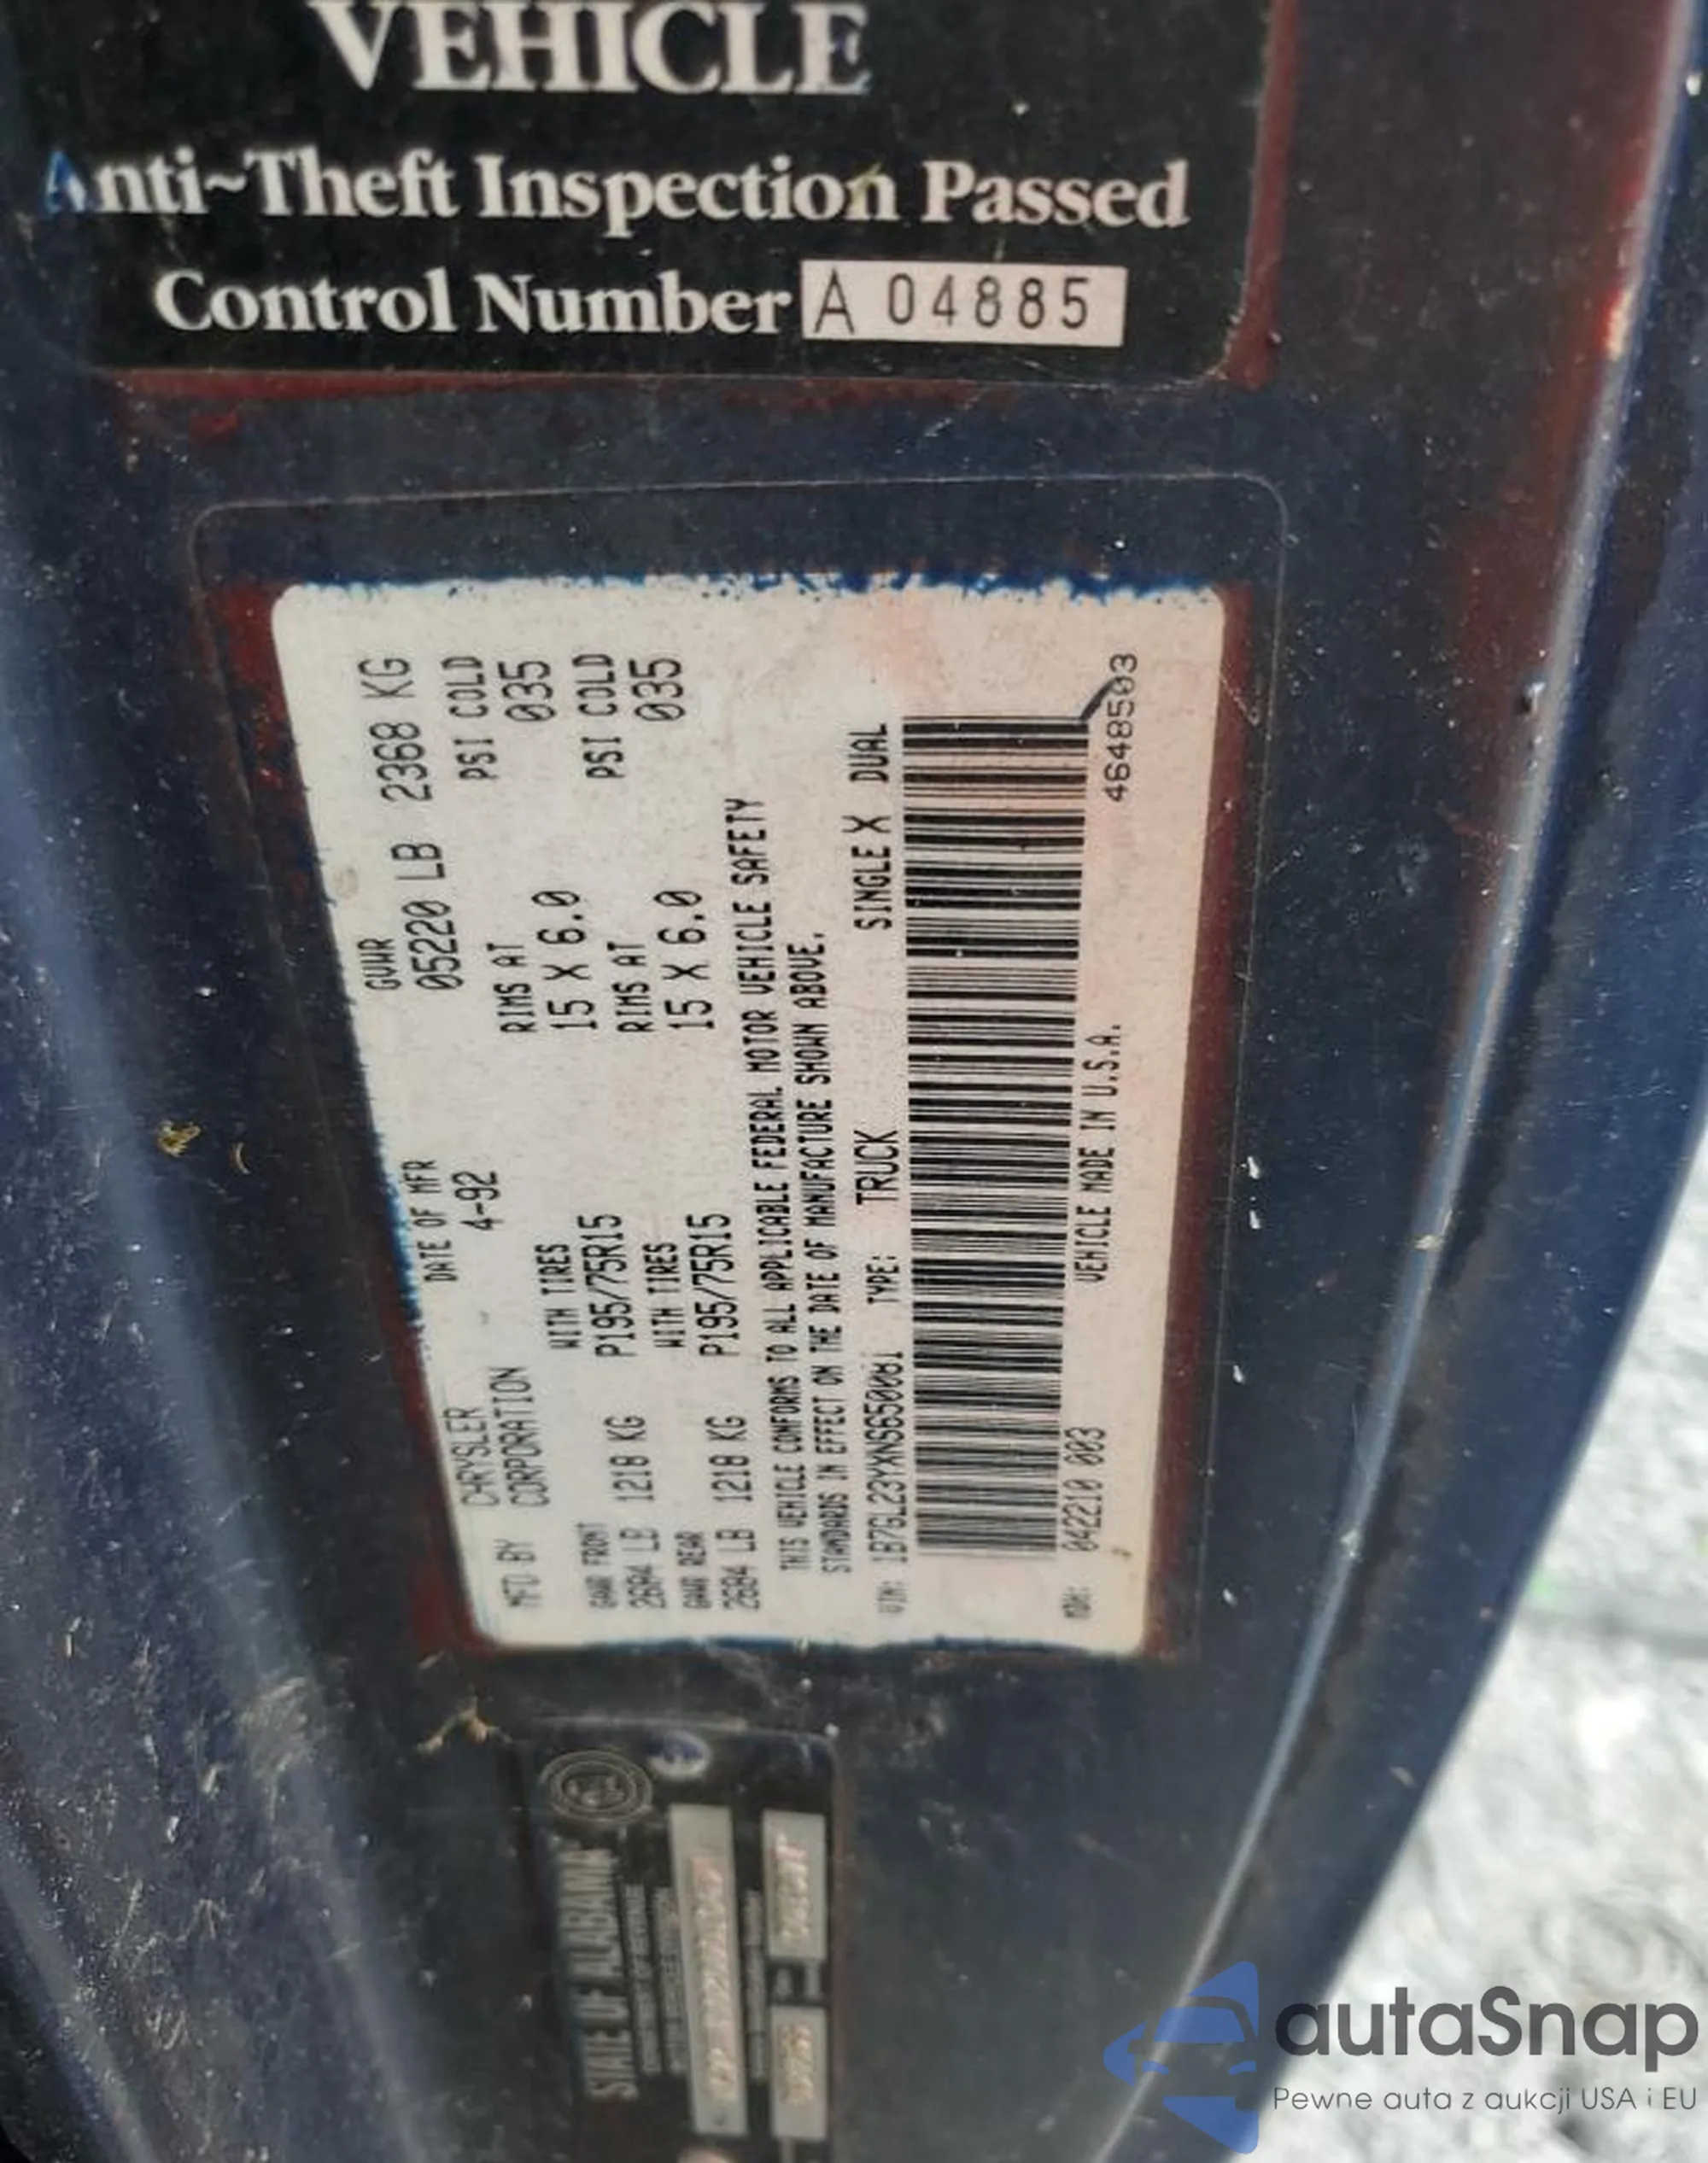 VEHICLE
Anti~Theft Inspection Passed
Control Number A 04885
MFD BY CHRYSLER CORPORATION
DATE OF MFR 4-92
GVWR 05220 LB 2368 KG
GAWR FRONT WITH TIRES RIMS AT PSI COLD
2684 LB 1218 KG P195/75R15 15 X 6.0 035
GAWR REAR WITH TIRES RIMS AT PSI COLD
2684 LB 1218 KG P195/75R15 15 X 6.0 035
THIS VEHICLE CONFORMS TO ALL APPLICABLE FEDERAL MOTOR VEHICLE SAFETY
STANDARDS IN EFFECT ON THE DATE OF MANUFACTURE SHOWN ABOVE.
VIN: 1B7GL23YXNS650081 TYPE: TRUCK SINGLE X DUAL
MDH: 042210 003 VEHICLE MADE IN U.S.A. 4648503
STATE OF ALABAMA
autaSnap
Pewne auta z aukcji USA i EU